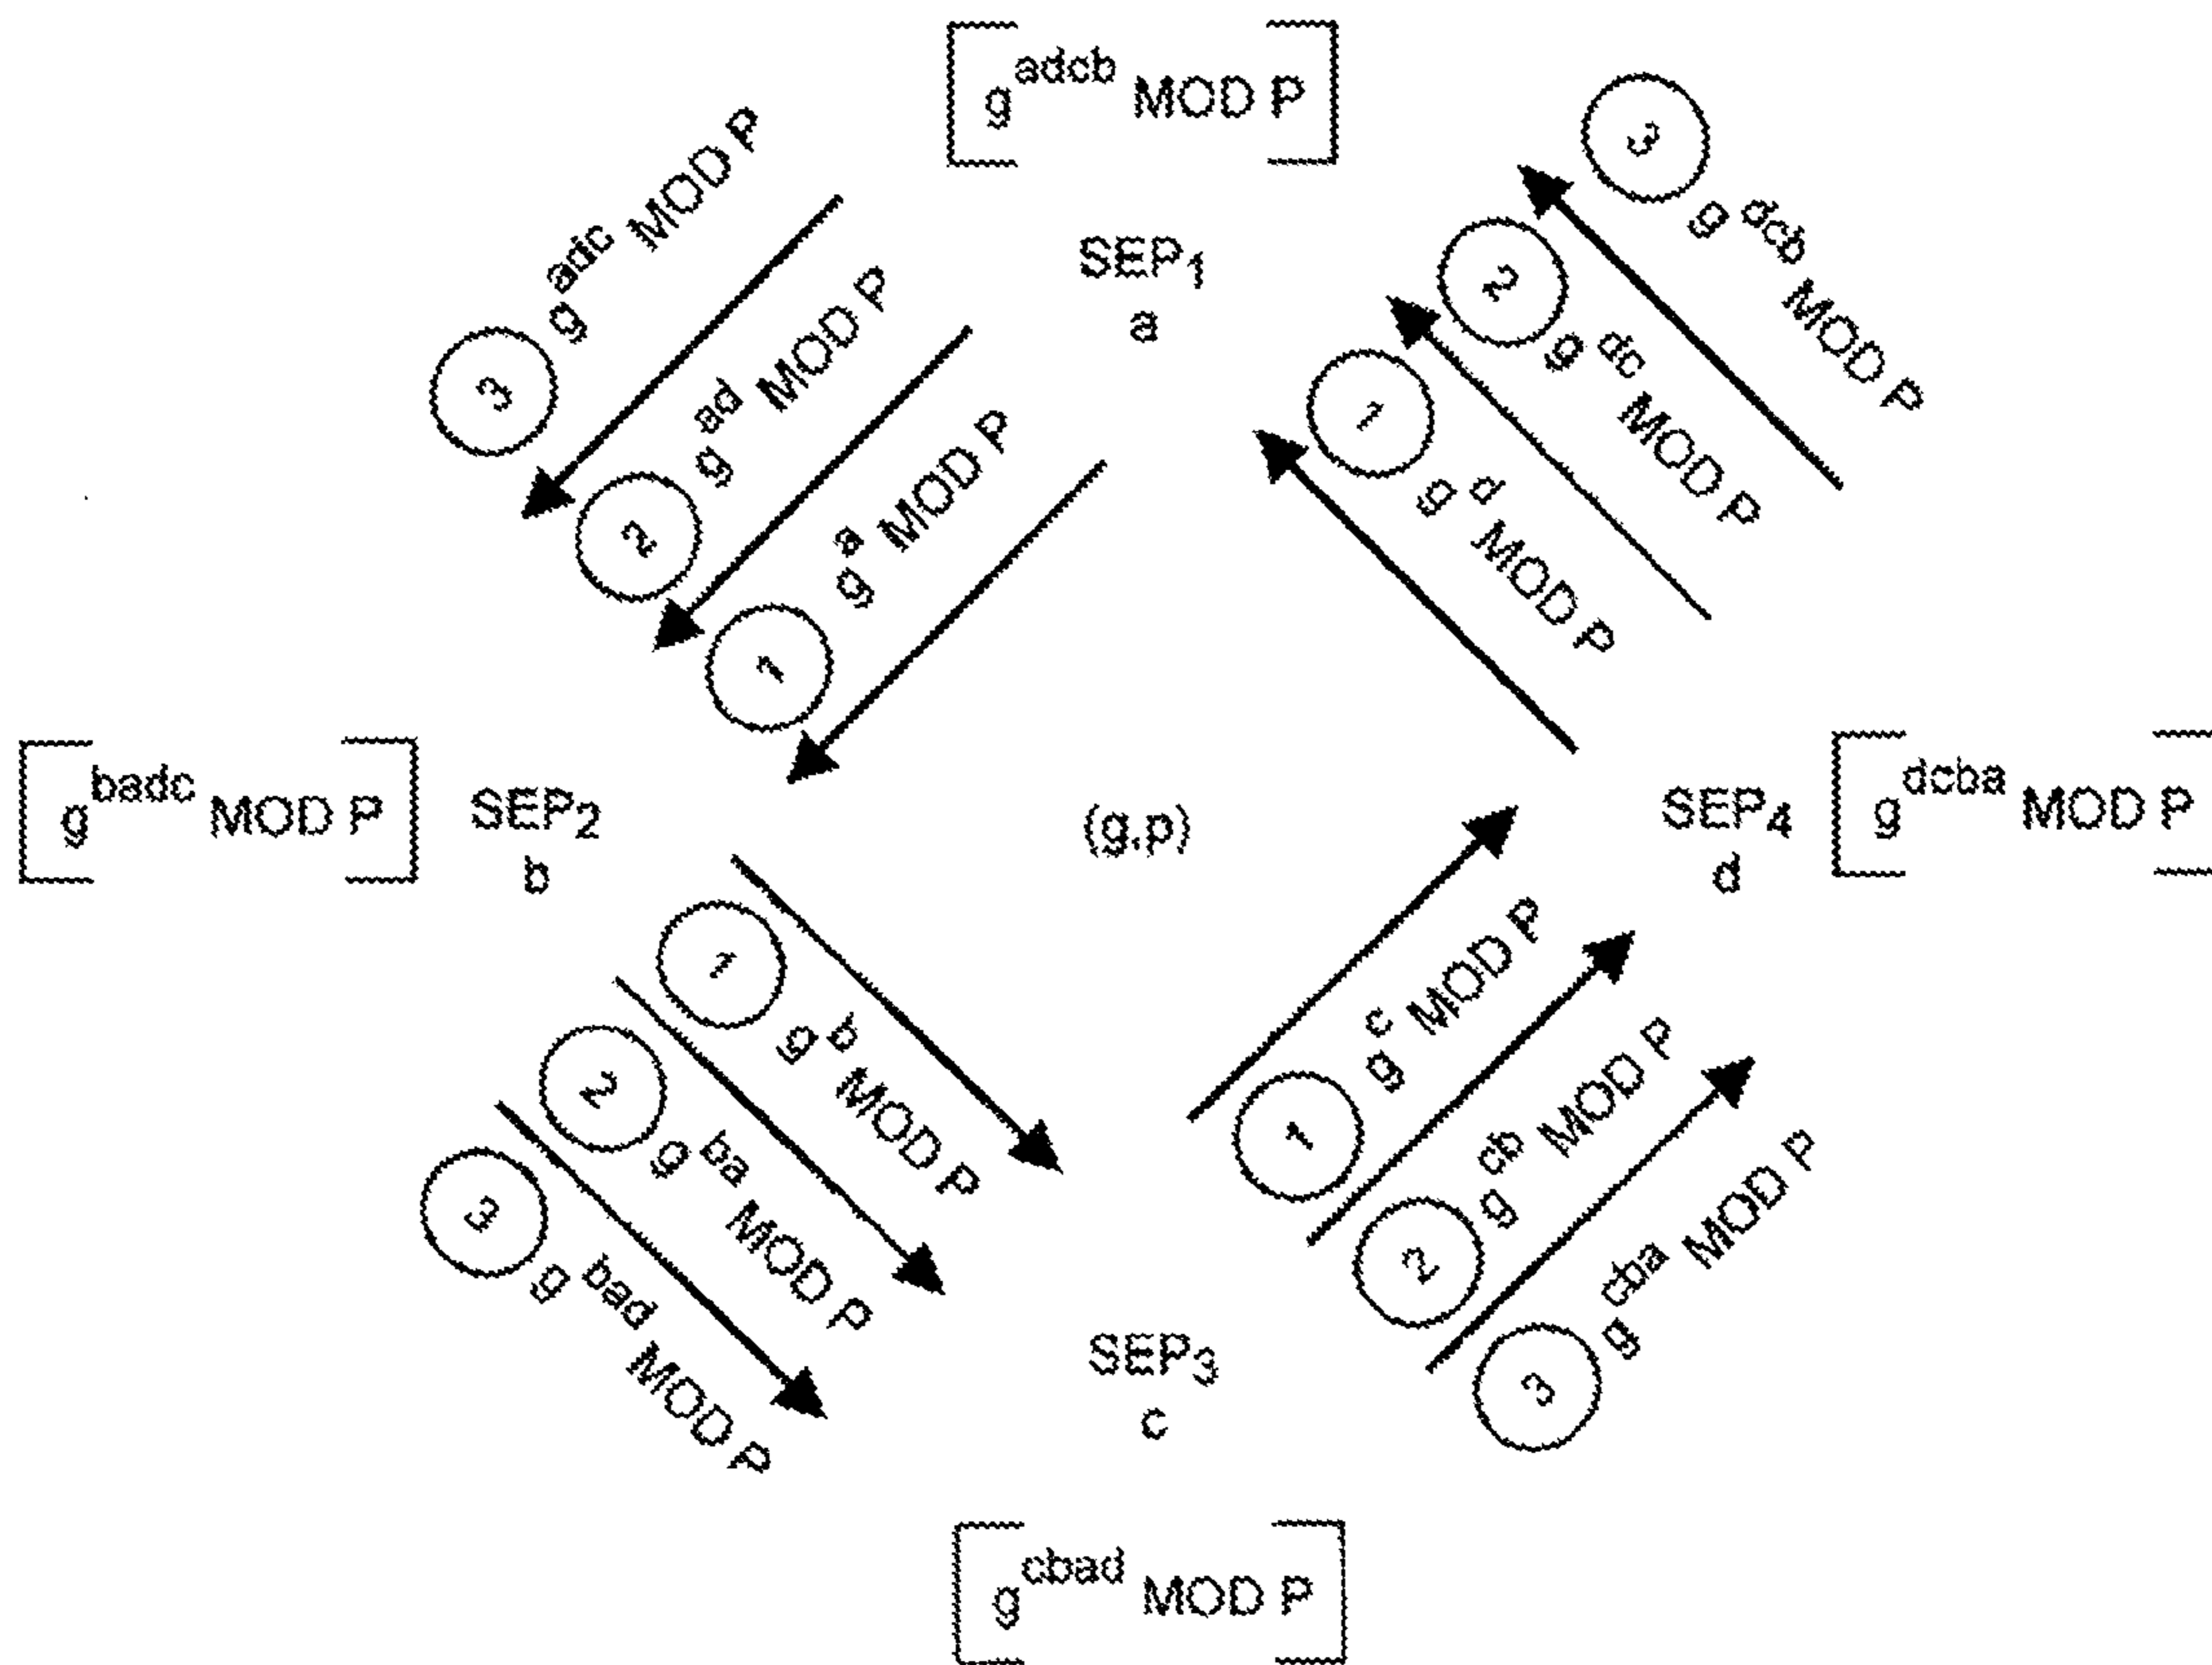 g^adcb MOD P
SEP1
a
3 g^adc MOD P
2 g^ad MOD P
1 g^a MOD P
3 g^dcb MOD P
2 g^dc MOD P
1 g^d MOD P
g^badc MOD P
SEP2
b
(g,p)
SEP4
d
g^dcba MOD P
1 g^b MOD P
2 g^ba MOD P
3 g^bad MOD P
1 g^c MOD P
2 g^cb MOD P
3 g^cba MOD P
SEP3
c
g^cbad MOD P